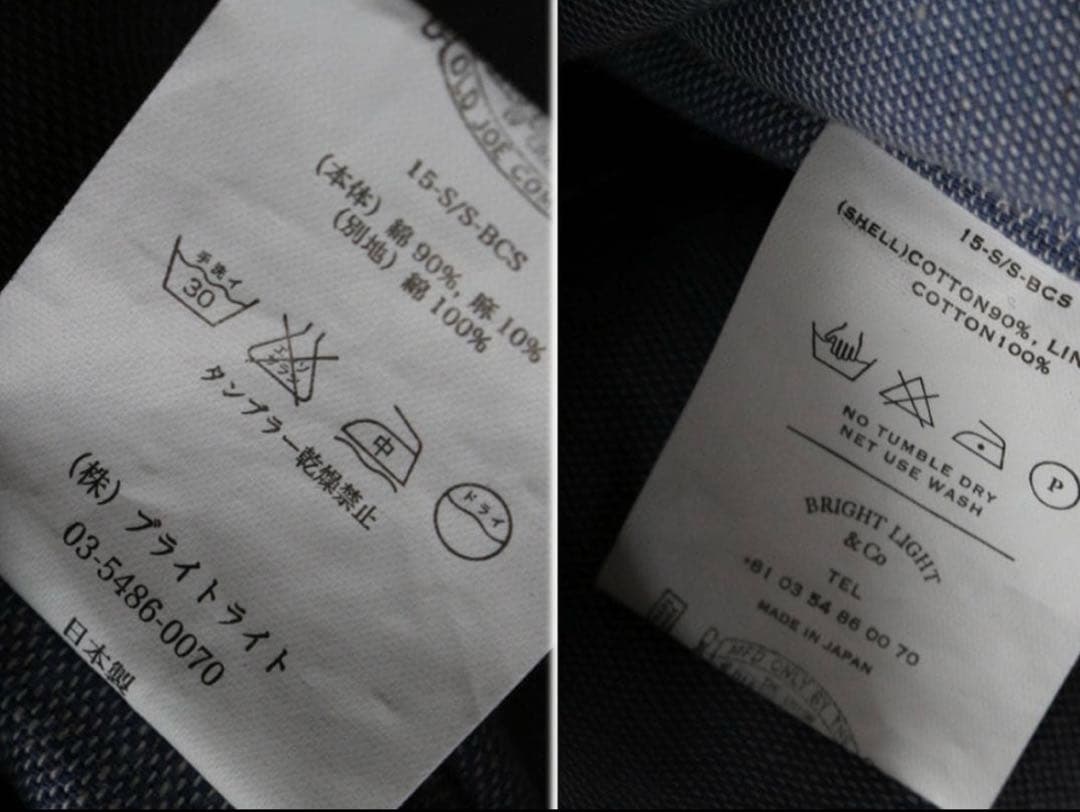 OLD JOE
15-S/S-BCS
(本体) 綿 90%, 麻 10%
(別地) 綿 100%
手洗イ
30
中
ドライ
タンブラー乾燥禁止
(株) ブライトライト
03-5486-0070
日本製
15-S/S-BCS
(SHELL)COTTON90%, LIN
COTTON100%
P
NO TUMBLE DRY
NET USE WASH
BRIGHT LIGHT
& Co
TEL
+81 03 54 86 00 70
MADE IN JAPAN
MFD ONLY BY